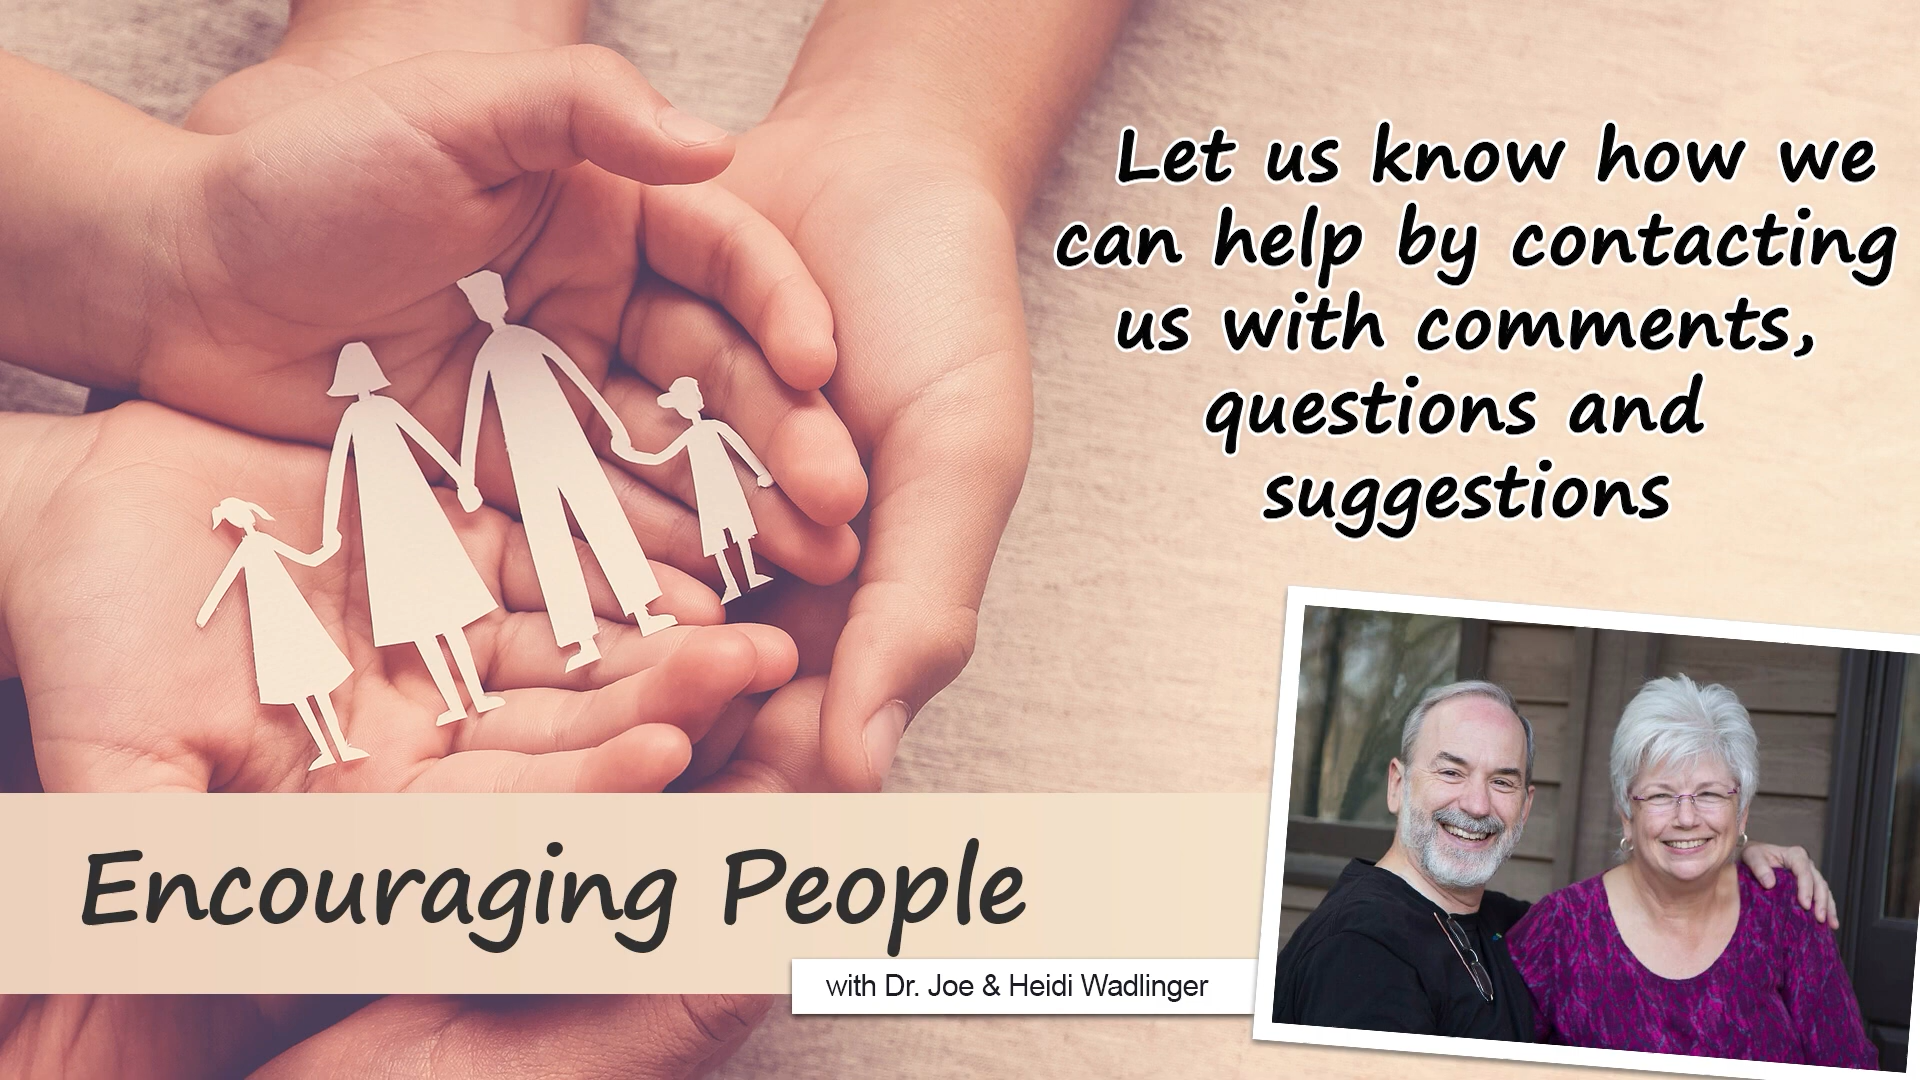 Let us know how we
can help by contacting
us with comments,
questions and
suggestions
Encouraging People
with Dr. Joe & Heidi Wadlinger